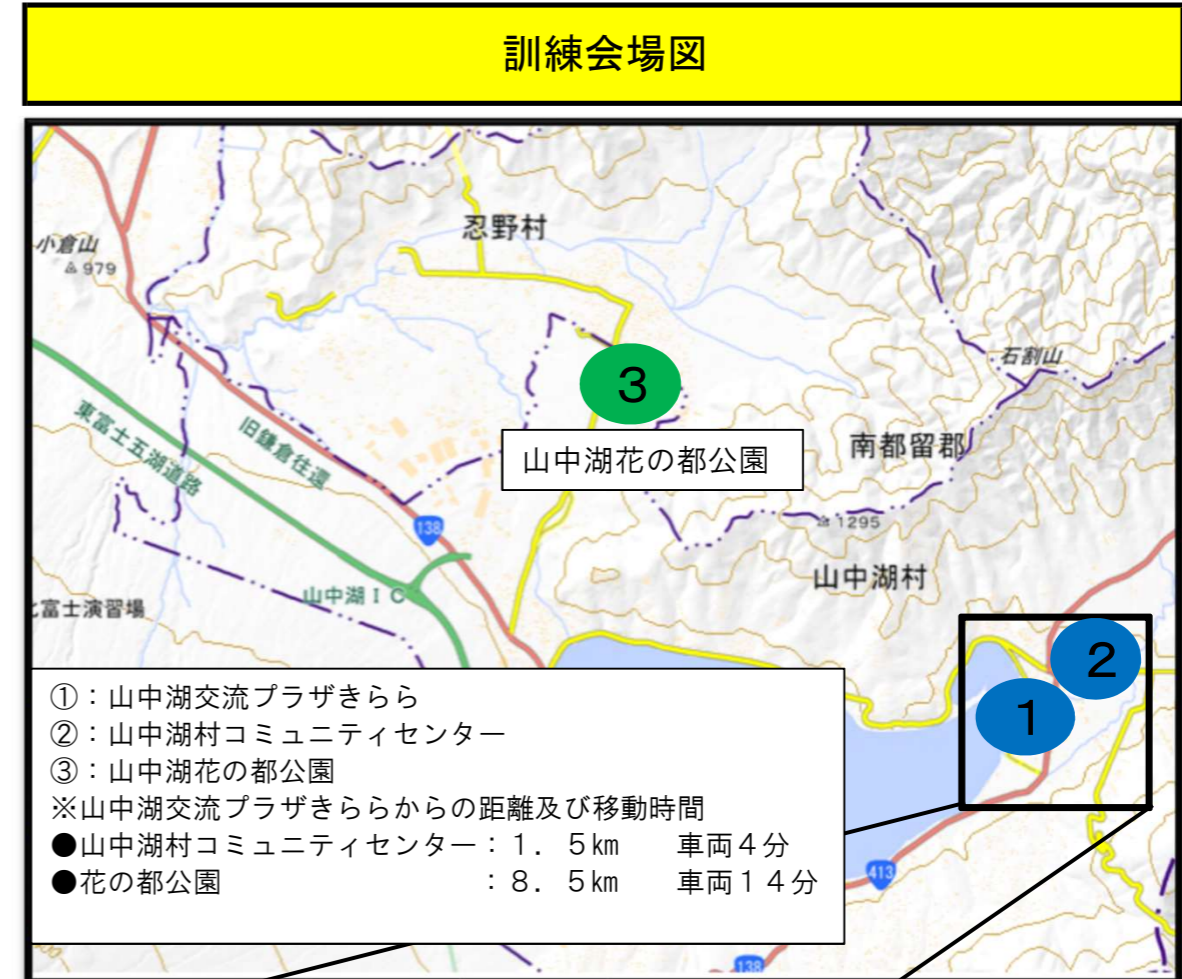 訓練会場図
忍野村
小倉山
979
石割山
3
東富士五湖道路
旧鎌倉往還
山中湖花の都公園
南都留郡
138
1295
山中湖村
山中湖ＩＣ
富士演習場
2
1
①：山中湖交流プラザきらら
②：山中湖村コミュニティセンター
③：山中湖花の都公園
※山中湖交流プラザきららからの距離及び移動時間
●山中湖村コミュニティセンター：１．５㎞　車両４分
●花の都公園　：８．５㎞　車両１４分
413
138